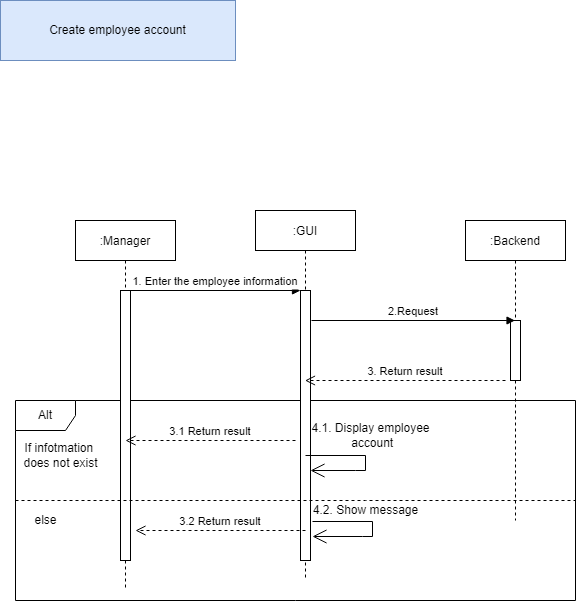 Create employee account
:GUI
:Manager
:Backend
1. Enter the employee information
2.Request
3. Return result
Alt
3.1 Return result
4.1. Display employee
account
If infotmation
does not exist
4.2. Show message
else
3.2 Return result